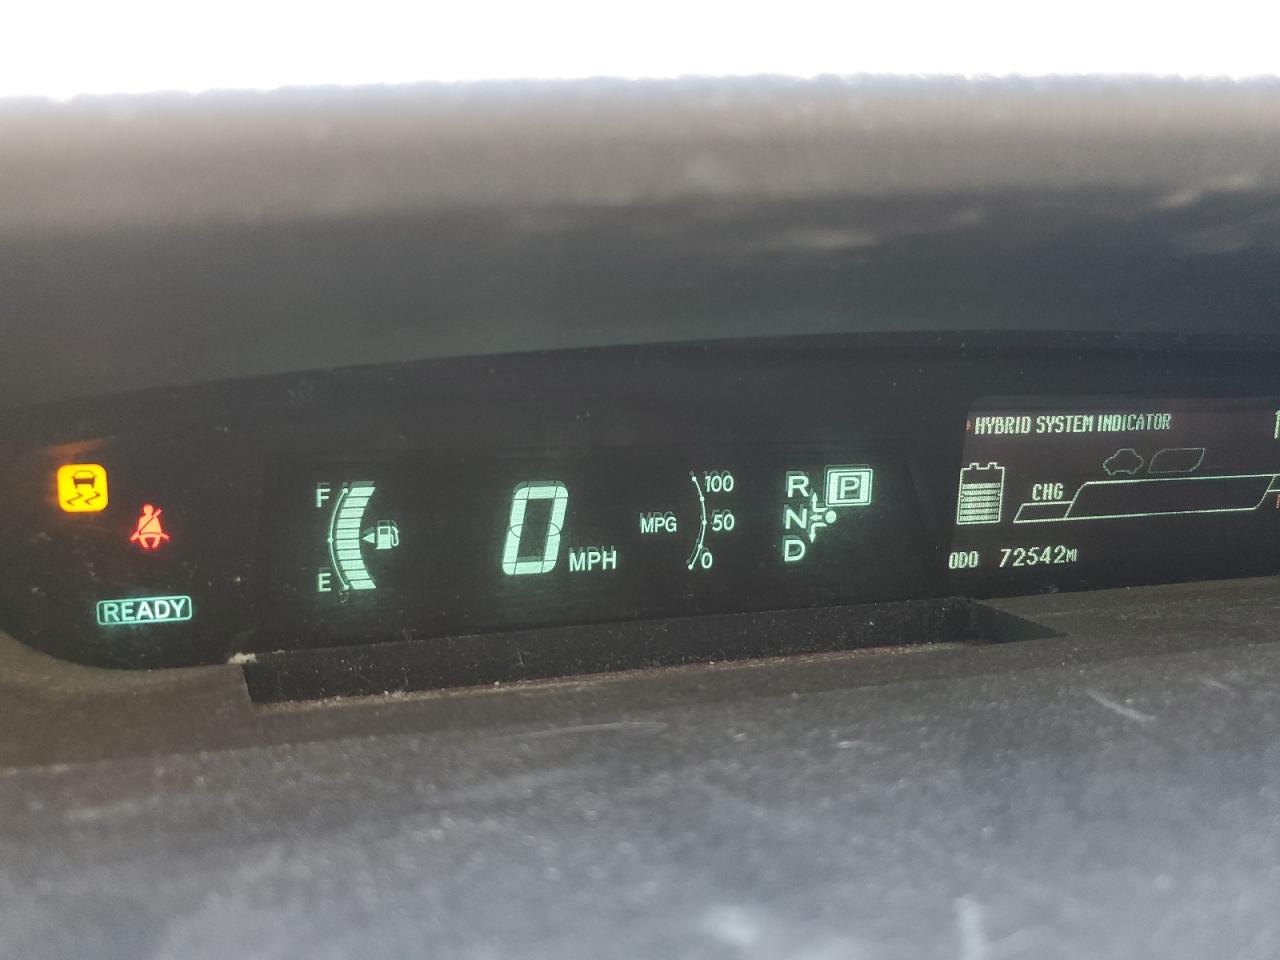 F
E
READY
0 MPH
MPG
100
50
0
R
N
D
P
HYBRID SYSTEM INDICATOR
CHG
ODO 72542MI